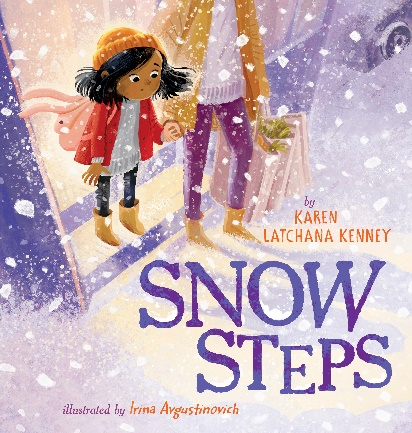 by
KAREN
LATCHANA KENNEY
SNOW
STEPS
illustrated by Irina Avgustinovich